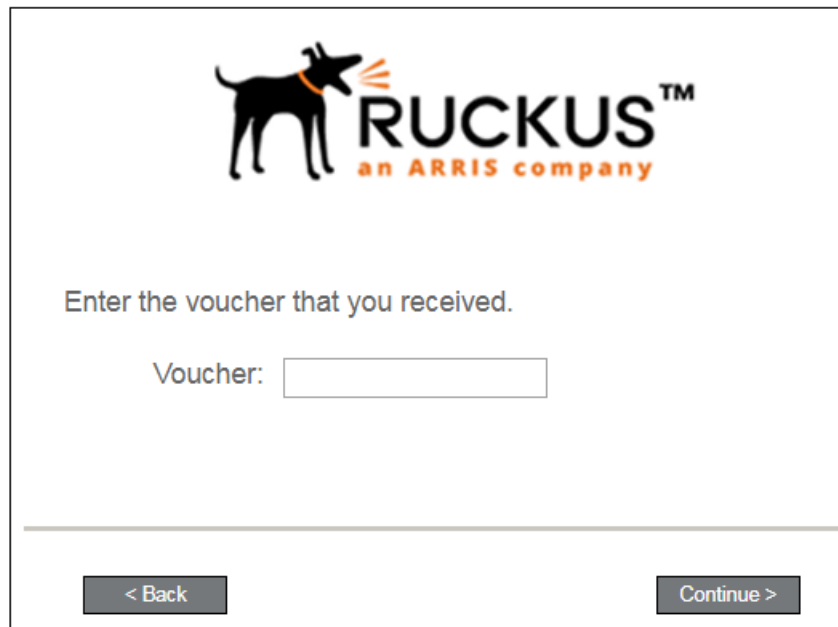 RUCKUS™
an ARRIS company
Enter the voucher that you received.
Voucher:
< Back
Continue >